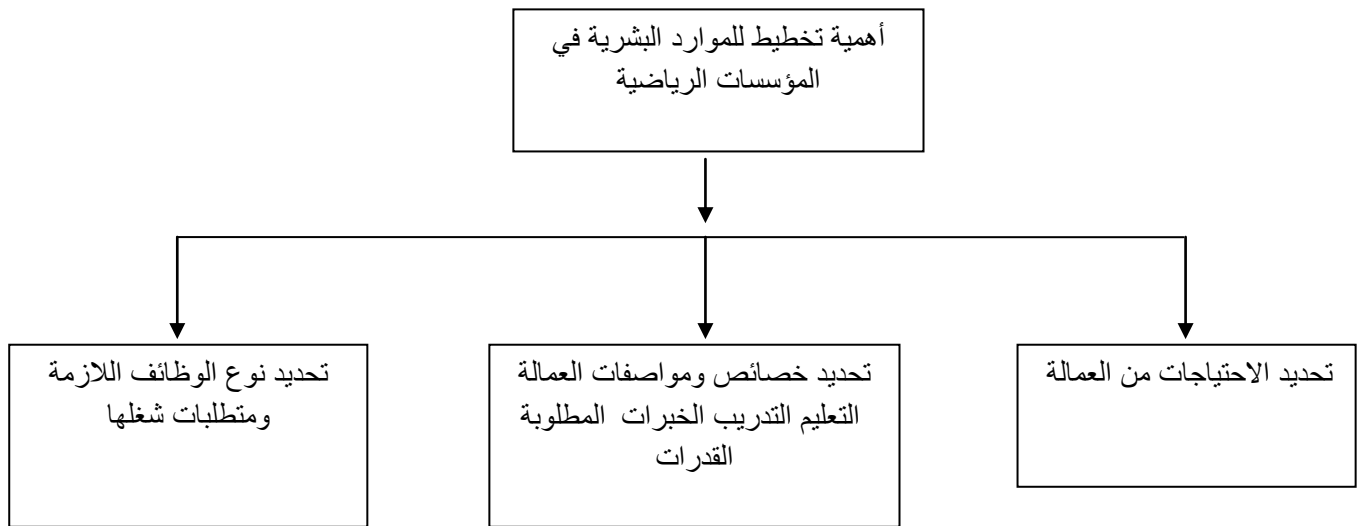 أهمية تخطيط للموارد البشرية في
المؤسسات الرياضية
تحديد الاحتياجات من العمالة
تحديد خصائص ومواصفات العمالة
التعليم التدريب الخبرات المطلوبة
القدرات
تحديد نوع الوظائف اللازمة
ومتطلبات شغلها